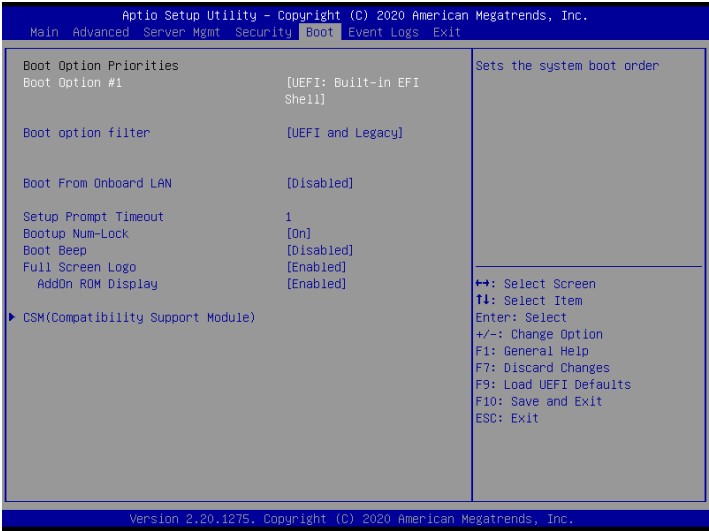 Aptio Setup Utility – Copyright (C) 2020 American Megatrends, Inc.
Main Advanced Server Mgmt Security Boot Event Logs Exit
Boot Option Priorities
Boot Option #1 [UEFI: Built-in EFI
Shell]
Boot option filter [UEFI and Legacy]
Boot From Onboard LAN [Disabled]
Setup Prompt Timeout 1
Bootup Num-Lock [On]
Boot Beep [Disabled]
Full Screen Logo [Enabled]
AddOn ROM Display [Enabled]
CSM(Compatibility Support Module)
Sets the system boot order
↔: Select Screen
↑↓: Select Item
Enter: Select
+/-: Change Option
F1: General Help
F7: Discard Changes
F9: Load UEFI Defaults
F10: Save and Exit
ESC: Exit
Version 2.20.1275. Copyright (C) 2020 American Megatrends, Inc.